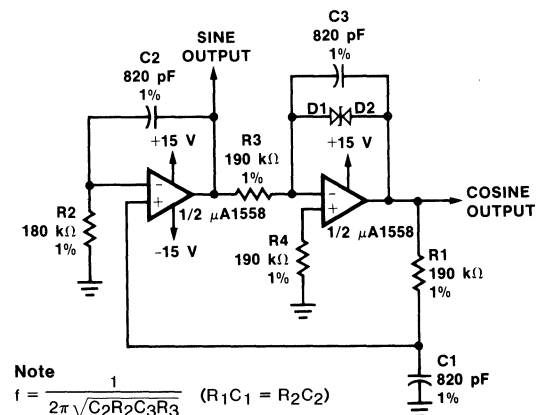 C2
820 pF
1%
SINE
OUTPUT
C3
820 pF
1%
D1
D2
+15 V
+15 V
R3
190 kΩ
1%
-
+
-
+
1/2 μA1558
1/2 μA1558
-15 V
COSINE
OUTPUT
R2
180 kΩ
1%
R4
190 kΩ
1%
R1
190 kΩ
1%
C1
820 pF
1%
Note
f = 1 / 2π√C2R2C3R3 (R1C1 = R2C2)